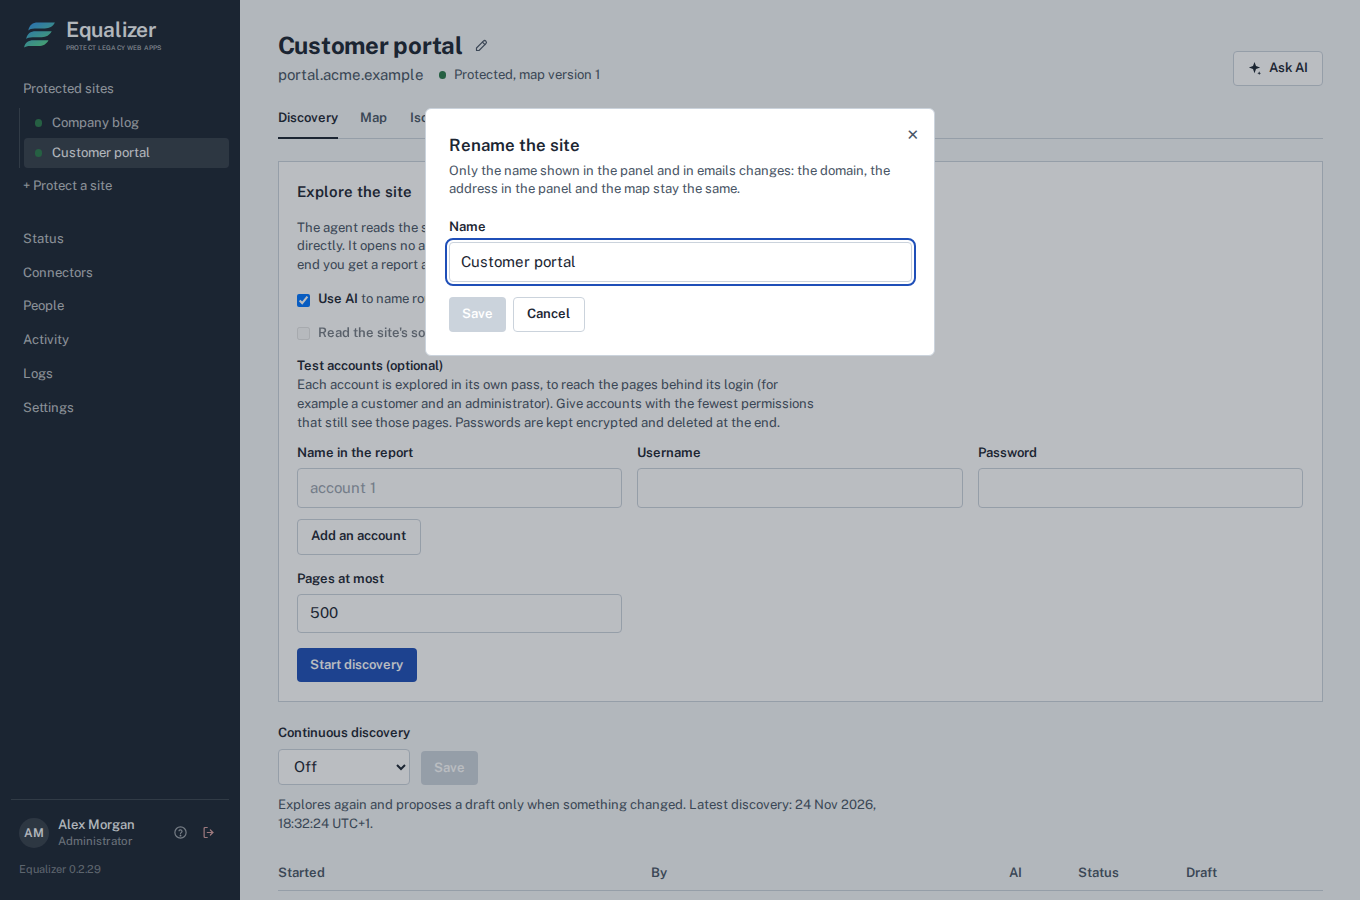 Equalizer
PROTECT LEGACY WEB APPS
Protected sites
Company blog
Customer portal
+ Protect a site
Status
Connectors
People
Activity
Logs
Settings
AM
Alex Morgan
Administrator
Equalizer 0.2.29
Customer portal
portal.acme.example
Protected, map version 1
Ask AI
Discovery
Map
Rename the site
Only the name shown in the panel and in emails changes: the domain, the
address in the panel and the map stay the same.
Name
Customer portal
Save
Cancel
Explore the site
The agent reads the
directly. It opens no
end you get a report
Use AI to name
Read the site's
Test accounts (optional)
Each account is explored in its own pass, to reach the pages behind its login (for
example a customer and an administrator). Give accounts with the fewest permissions
that still see those pages. Passwords are kept encrypted and deleted at the end.
Name in the report
Username
Password
account 1
Add an account
Pages at most
500
Start discovery
Continuous discovery
Off
Save
Explores again and proposes a draft only when something changed. Latest discovery: 24 Nov 2026,
18:32:24 UTC+1.
Started
By
AI
Status
Draft